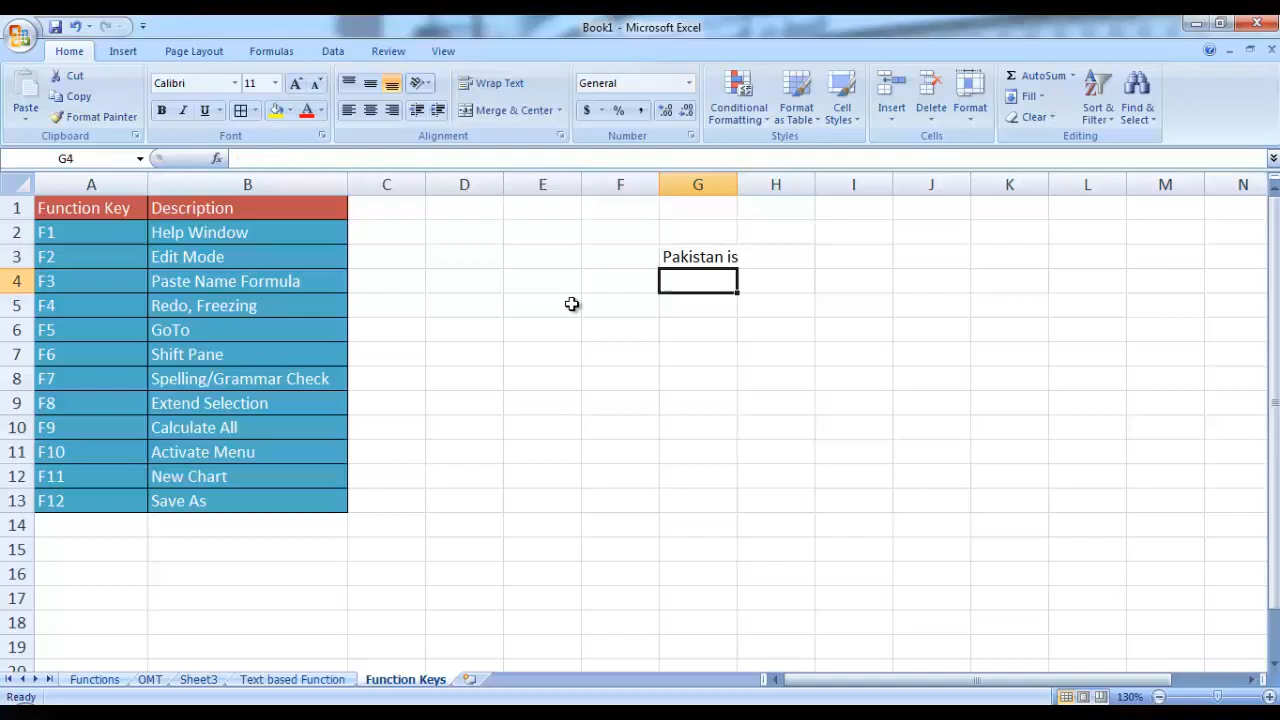 Book1 - Microsoft Excel
Home Insert Page Layout Formulas Data Review View
Paste Cut Copy Format Painter
Clipboard
Calibri 11 A A
B I U A
Font
Wrap Text
Merge & Center
Alignment
General
$ % , .0 .00 .00 .0
Number
Conditional Formatting Format as Table Cell Styles
Styles
Insert Delete Format
Cells
Σ AutoSum Fill Clear
Sort & Filter Find & Select
Editing
G4 fx
A B C D E F G H I J K L M N
1 Function Key Description
2 F1 Help Window
3 F2 Edit Mode Pakistan is
4 F3 Paste Name Formula
5 F4 Redo, Freezing
6 F5 GoTo
7 F6 Shift Pane
8 F7 Spelling/Grammar Check
9 F8 Extend Selection
10 F9 Calculate All
11 F10 Activate Menu
12 F11 New Chart
13 F12 Save As
14
15
16
17
18
19
20
Functions OMT Sheet3 Text based Function Function Keys
Ready 130%